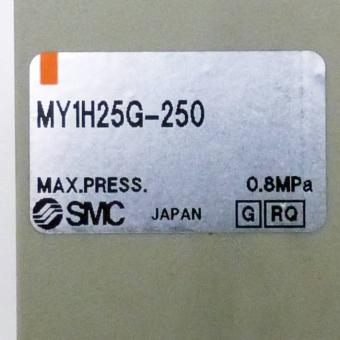 MY1H25G-250
MAX.PRESS. 0.8MPa
SMC JAPAN G RQ